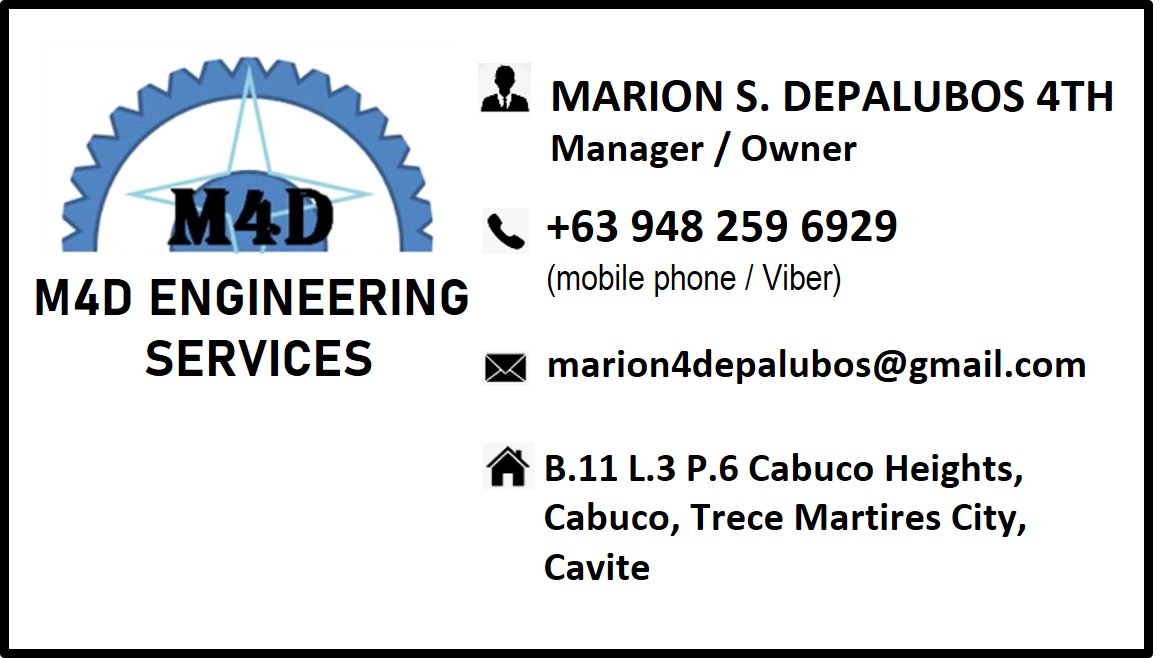 M4D
M4D ENGINEERING
SERVICES
MARION S. DEPALUBOS 4TH
Manager / Owner
+63 948 259 6929
(mobile phone / Viber)
marion4depalubos@gmail.com
B.11 L.3 P.6 Cabuco Heights,
Cabuco, Trece Martires City,
Cavite